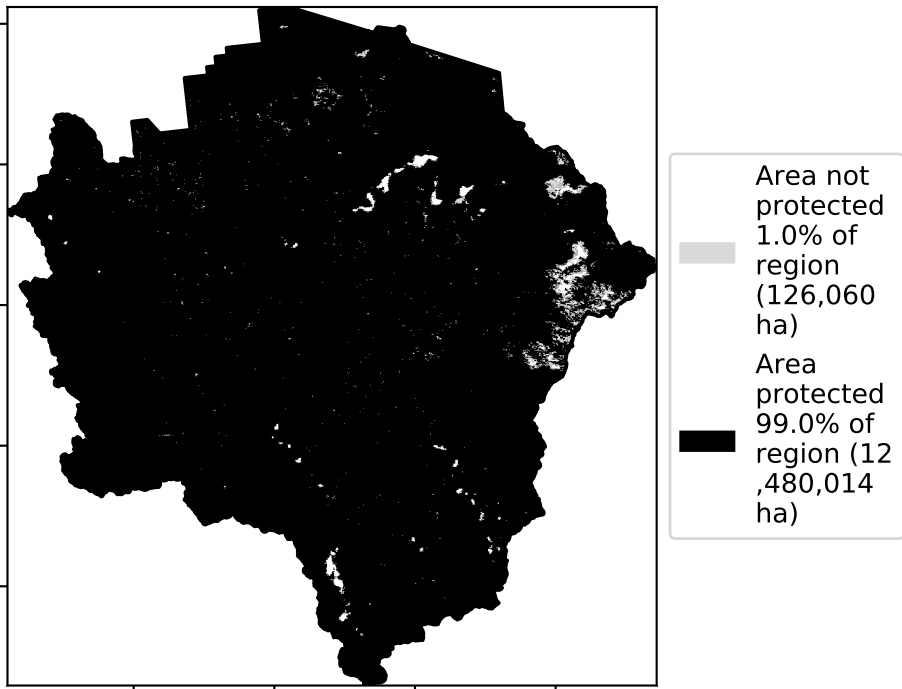 Area not
protected
1.0% of
region
(126,060
ha)
Area
protected
99.0% of
region (12
,480,014
ha)